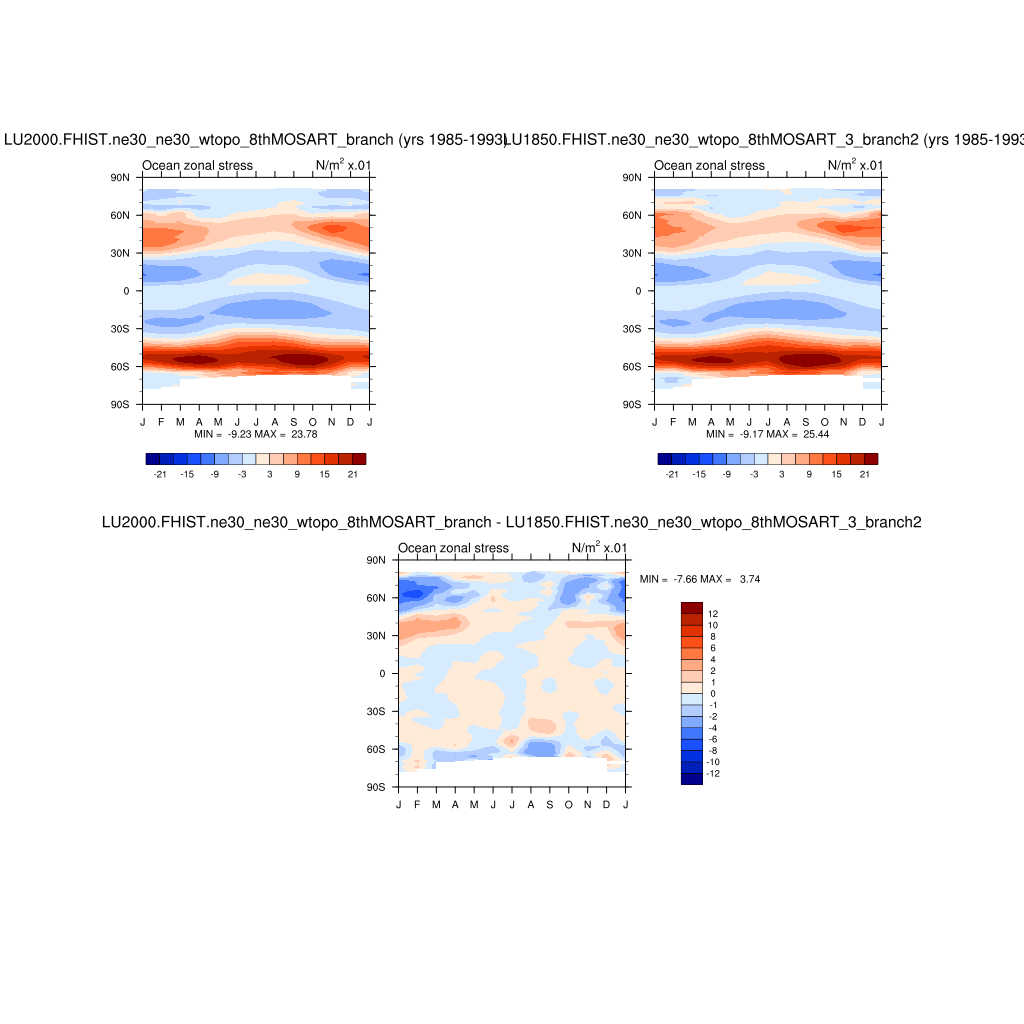 LU2000.FHIST.ne30_ne30_wtopo_8thMOSART_branch (yrs 1985-1993)
LU1850.FHIST.ne30_ne30_wtopo_8thMOSART_3_branch2 (yrs 1985-1993
Ocean zonal stress N/m² x.01
90N
60N
30N
0
30S
60S
90S
J F M A M J J A S O N D J
MIN = -9.23 MAX = 23.78
-21 -15 -9 -3 3 9 15 21
Ocean zonal stress N/m² x.01
90N
60N
30N
0
30S
60S
90S
J F M A M J J A S O N D J
MIN = -9.17 MAX = 25.44
-21 -15 -9 -3 3 9 15 21
LU2000.FHIST.ne30_ne30_wtopo_8thMOSART_branch - LU1850.FHIST.ne30_ne30_wtopo_8thMOSART_3_branch2
Ocean zonal stress N/m² x.01
90N
60N
30N
0
30S
60S
90S
J F M A M J J A S O N D J
MIN = -7.66 MAX = 3.74
12
10
8
6
4
2
1
0
-1
-2
-4
-6
-8
-10
-12